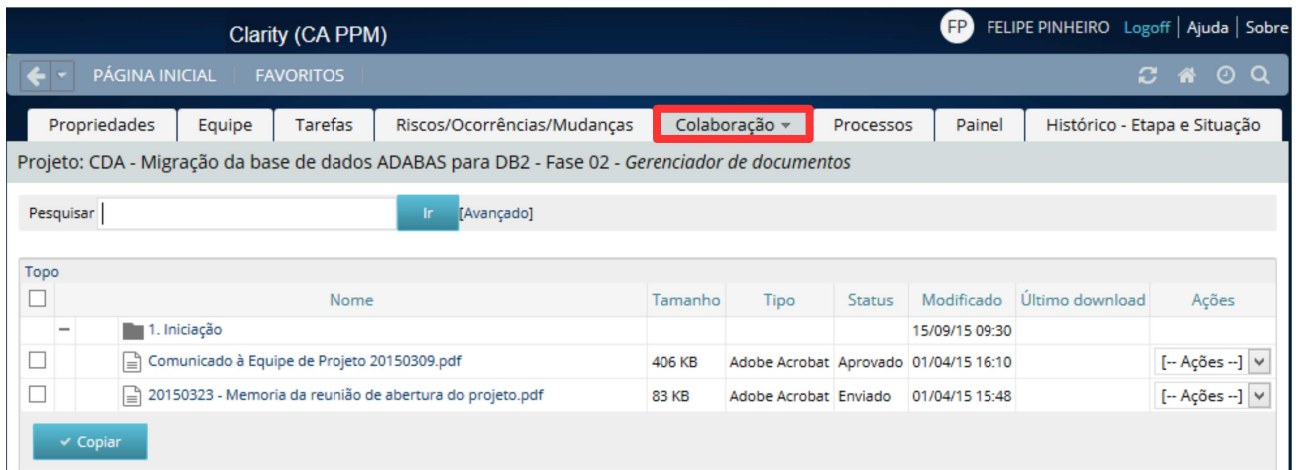 Clarity (CA PPM)
FP FELIPE PINHEIRO Logoff | Ajuda | Sobre
PÁGINA INICIAL FAVORITOS
Propriedades Equipe Tarefas Riscos/Ocorrências/Mudanças Colaboração Processos Painel Histórico - Etapa e Situação
Projeto: CDA - Migração da base de dados ADABAS para DB2 - Fase 02 - Gerenciador de documentos
Pesquisar Ir [Avançado]
Topo
Nome Tamanho Tipo Status Modificado Último download Ações
1. Iniciação 15/09/15 09:30
Comunicado à Equipe de Projeto 20150309.pdf 406 KB Adobe Acrobat Aprovado 01/04/15 16:10 [-- Ações --]
20150323 - Memoria da reunião de abertura do projeto.pdf 83 KB Adobe Acrobat Enviado 01/04/15 15:48 [-- Ações --]
Copiar